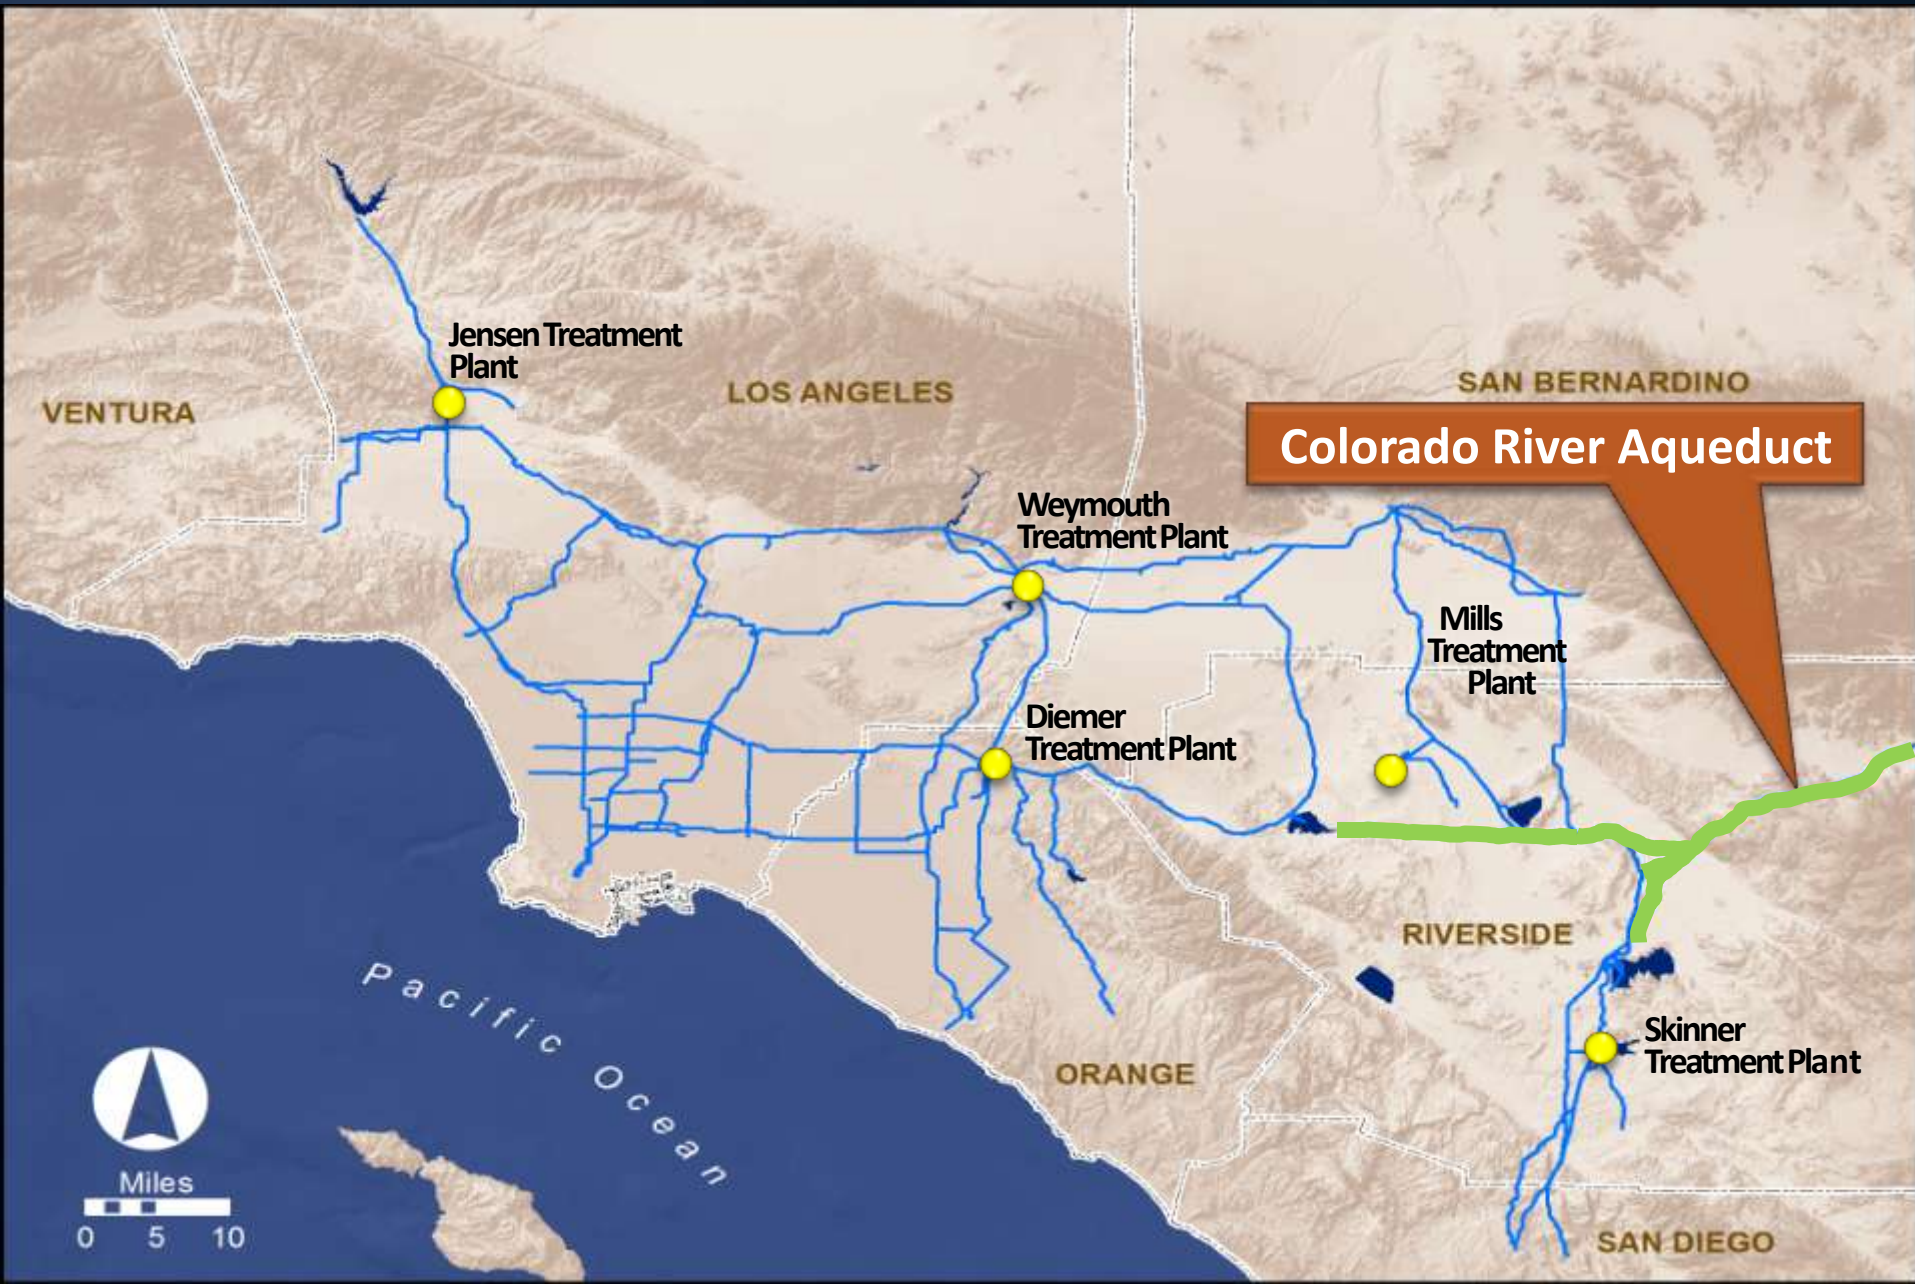 Jensen Treatment
Plant
VENTURA
LOS ANGELES
SAN BERNARDINO
Colorado River Aqueduct
Weymouth
Treatment Plant
Mills
Treatment
Plant
Diemer
Treatment Plant
RIVERSIDE
Pacific Ocean
Skinner
Treatment Plant
ORANGE
Miles
0 5 10
SAN DIEGO